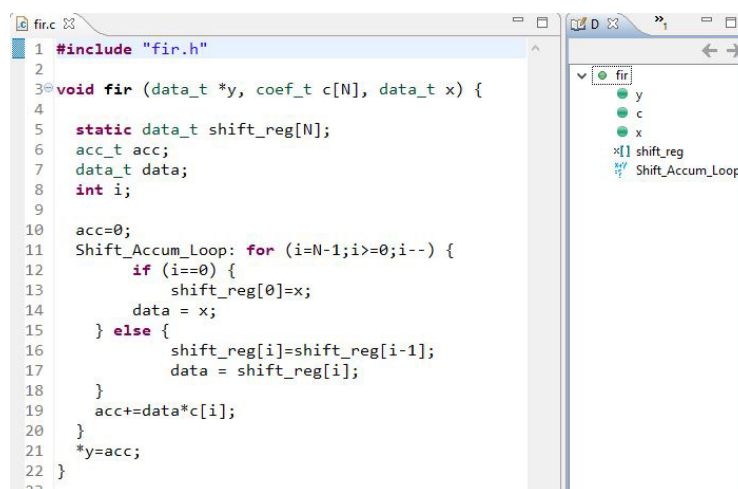 fir.c
D
»1
1 #include "fir.h"
2
3 void fir (data_t *y, coef_t c[N], data_t x) {
4
5 static data_t shift_reg[N];
6 acc_t acc;
7 data_t data;
8 int i;
9
10 acc=0;
11 Shift_Accum_Loop: for (i=N-1;i>=0;i--) {
12 if (i==0) {
13 shift_reg[0]=x;
14 data = x;
15 } else {
16 shift_reg[i]=shift_reg[i-1];
17 data = shift_reg[i];
18 }
19 acc+=data*c[i];
20 }
21 *y=acc;
22 }
23
fir
y
c
x
×[] shift_reg
Shift_Accum_Loop